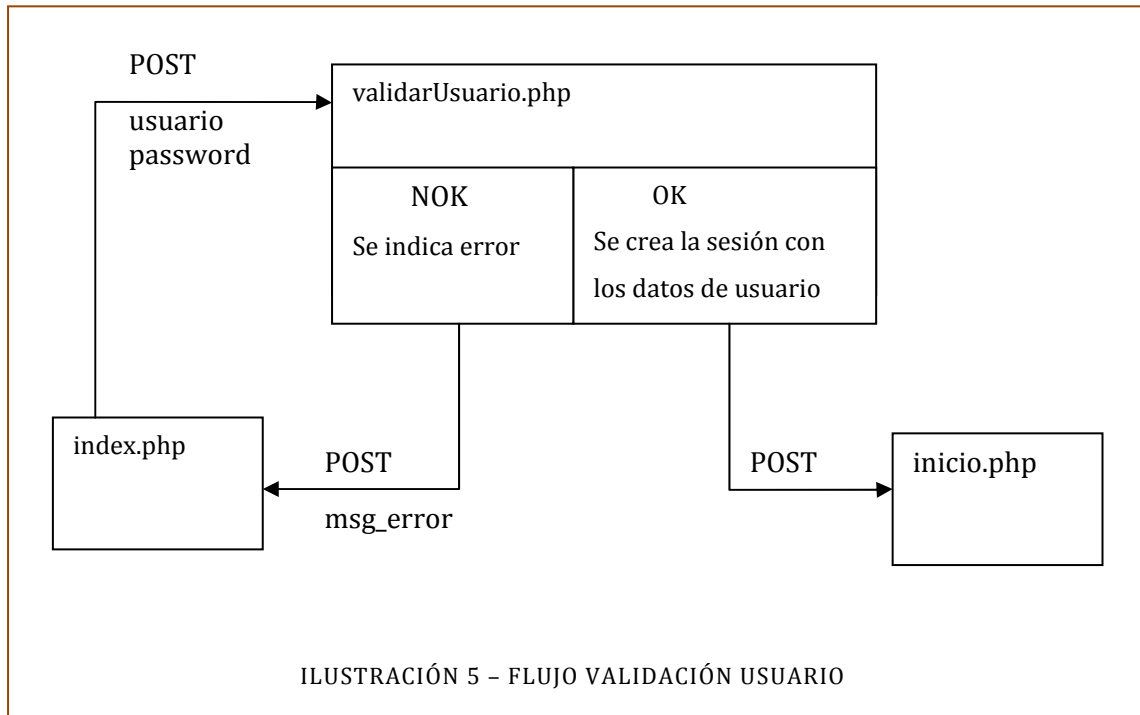 POST
usuario
password
validarUsuario.php
NOK
Se indica error
OK
Se crea la sesión con
los datos de usuario
index.php
POST
msg_error
POST
inicio.php
ILUSTRACIÓN 5 – FLUJO VALIDACIÓN USUARIO